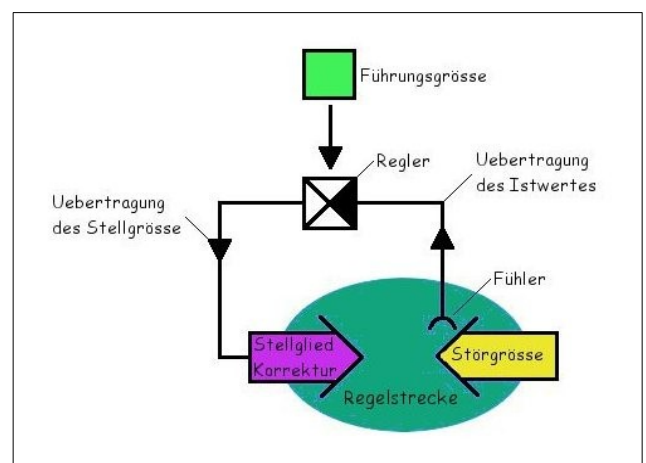 Führungsgrösse
Regler
Uebertragung
des Istwertes
Uebertragung
des Stellgrösse
Fühler
Stellglied
Korrektur
Störgrösse
Regelstrecke